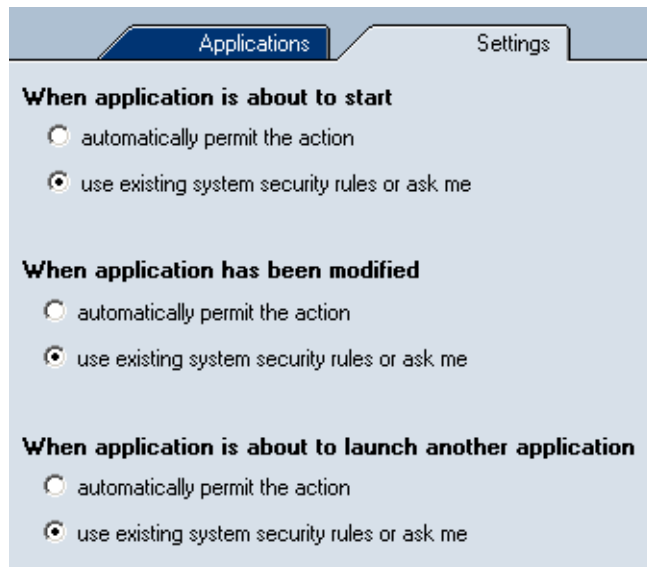 Applications
Settings
When application is about to start
automatically permit the action
use existing system security rules or ask me
When application has been modified
automatically permit the action
use existing system security rules or ask me
When application is about to launch another application
automatically permit the action
use existing system security rules or ask me